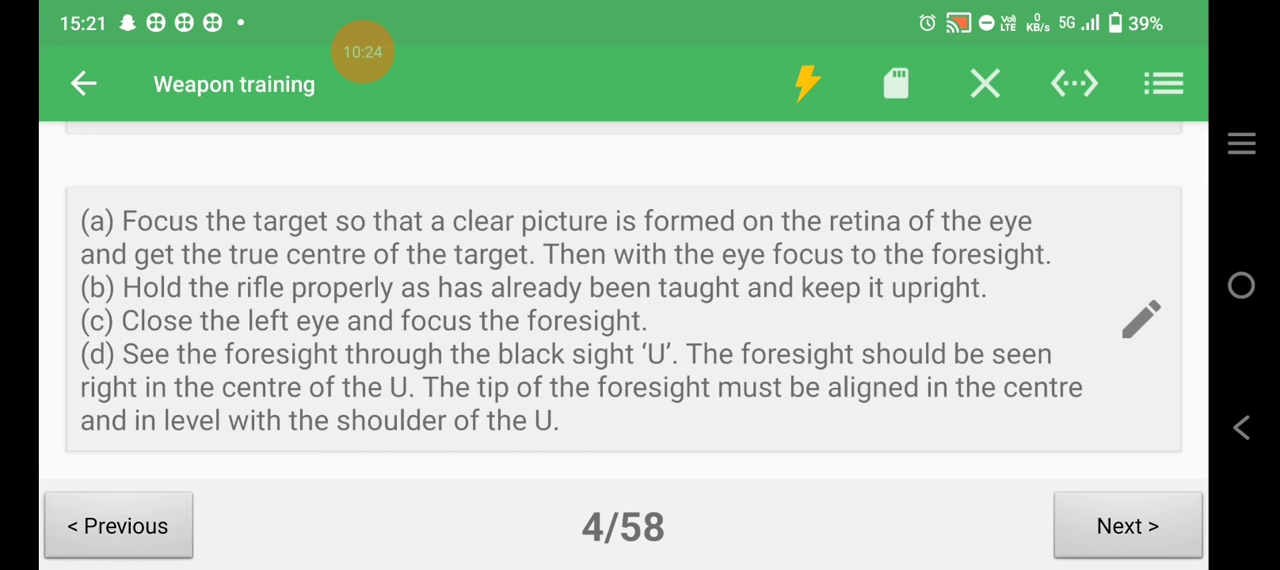 15:21
Vo) LTE 0 KB/s 5G 39%
10:24
Weapon training
(a) Focus the target so that a clear picture is formed on the retina of the eye
and get the true centre of the target. Then with the eye focus to the foresight.
(b) Hold the rifle properly as has already been taught and keep it upright.
(c) Close the left eye and focus the foresight.
(d) See the foresight through the black sight ‘U’. The foresight should be seen
right in the centre of the U. The tip of the foresight must be aligned in the centre
and in level with the shoulder of the U.
< Previous
4/58
Next >